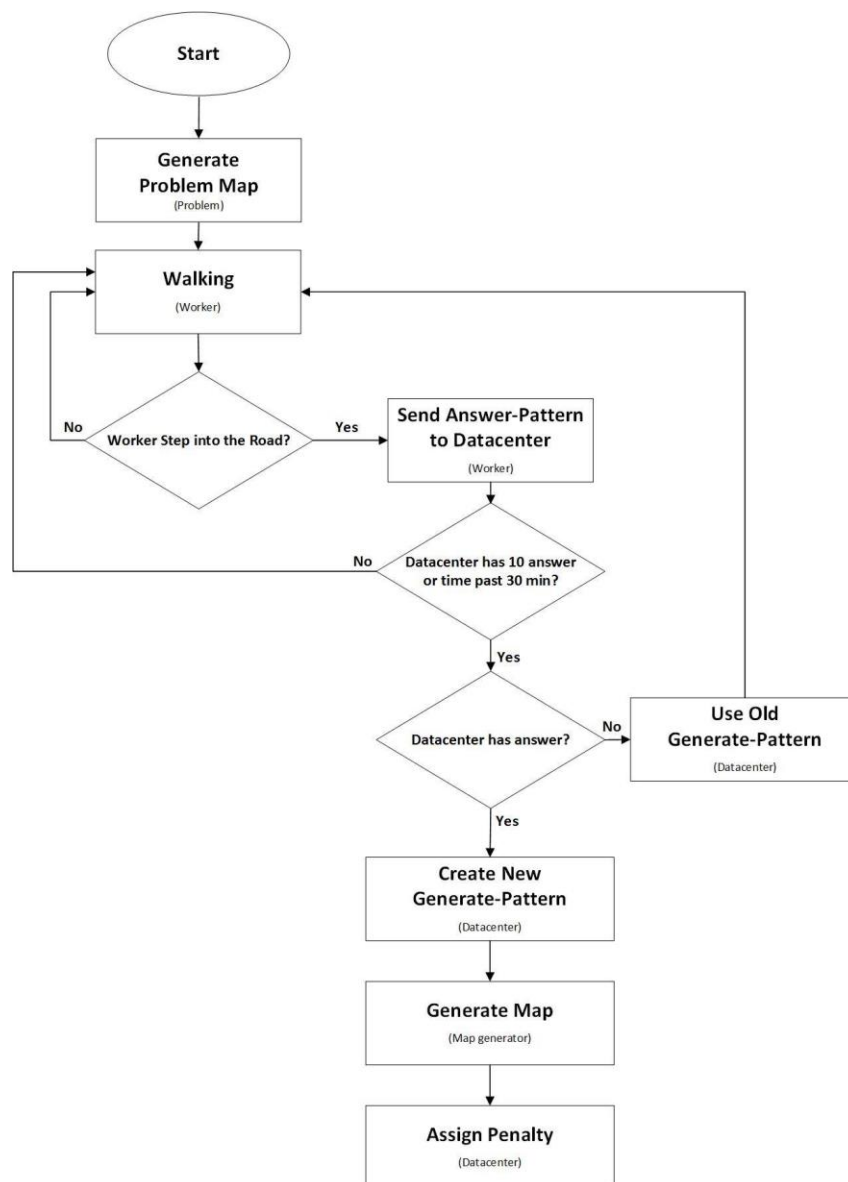 Start
Generate
Problem Map
(Problem)
Walking
(Worker)
No
Worker Step into the Road?
Yes
Send Answer-Pattern
to Datacenter
(Worker)
No
Datacenter has 10 answer
or time past 30 min?
Yes
Datacenter has answer?
No
Use Old
Generate-Pattern
(Datacenter)
Yes
Create New
Generate-Pattern
(Datacenter)
Generate Map
(Map generator)
Assign Penalty
(Datacenter)